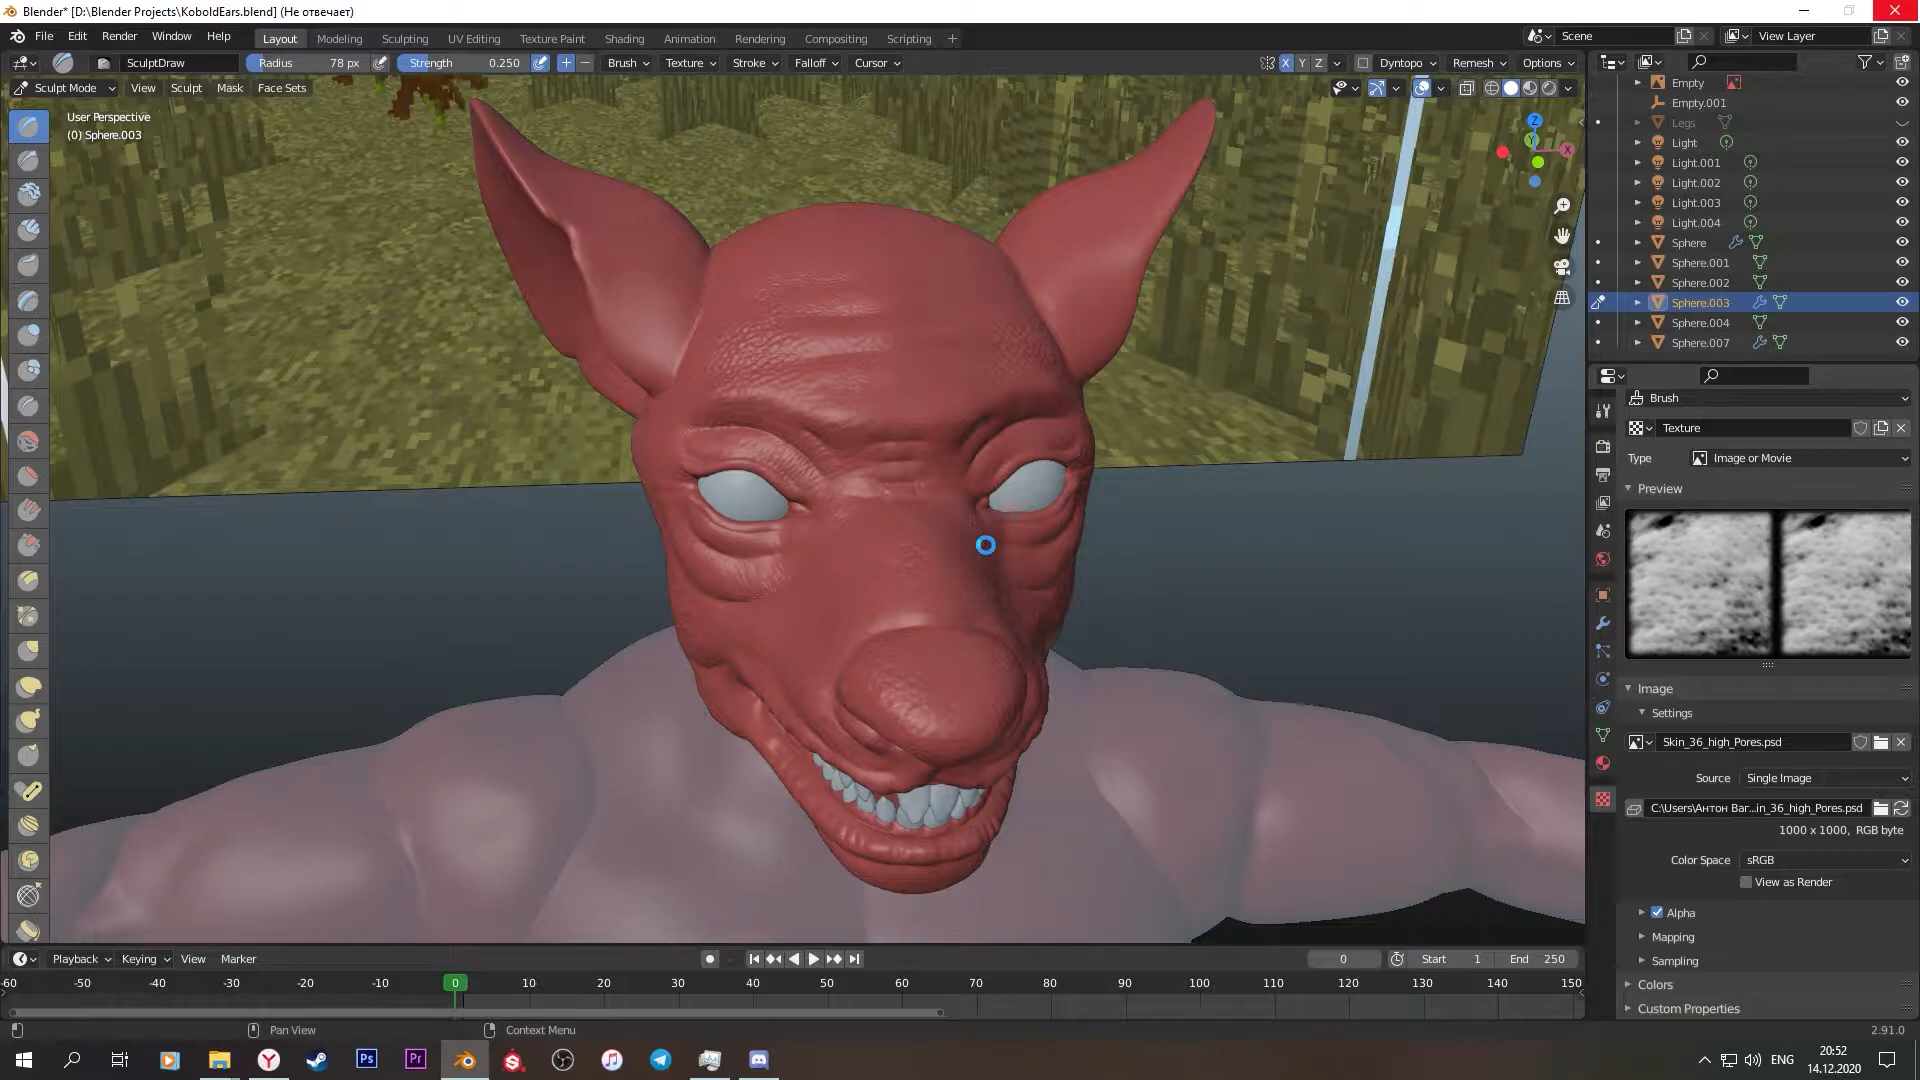 Blender* [D:\Blender Projects\KoboldEars.blend] (Не отвечает)
File Edit Render Window Help
Layout Modeling Sculpting UV Editing Texture Paint Shading Animation Rendering Compositing Scripting +
Scene View Layer
SculptDraw Radius 78 px Strength 0.250 Brush Texture Stroke Falloff Cursor X Y Z Dyntopo Remesh Options
Sculpt Mode View Sculpt Mask Face Sets
User Perspective
(0) Sphere.003
Z
Y
X
Empty
Empty.001
Legs
Light
Light.001
Light.002
Light.003
Light.004
Sphere
Sphere.001
Sphere.002
Sphere.003
Sphere.004
Sphere.007
Brush
Texture
Type Image or Movie
Preview
Image
Settings
Skin_36_high_Pores.psd
Source Single Image
C:\Users\Антон Ваг...in_36_high_Pores.psd
1000 x 1000, RGB byte
Color Space sRGB
View as Render
Alpha
Mapping
Sampling
Colors
Custom Properties
Playback Keying View Marker 0 Start 1 End 250
-60 -50 -40 -30 -20 -10 0 10 20 30 40 50 60 70 80 90 100 110 120 130 140 150
Pan View Context Menu 2.91.0
Ps Pr ENG 20:52
14.12.2020